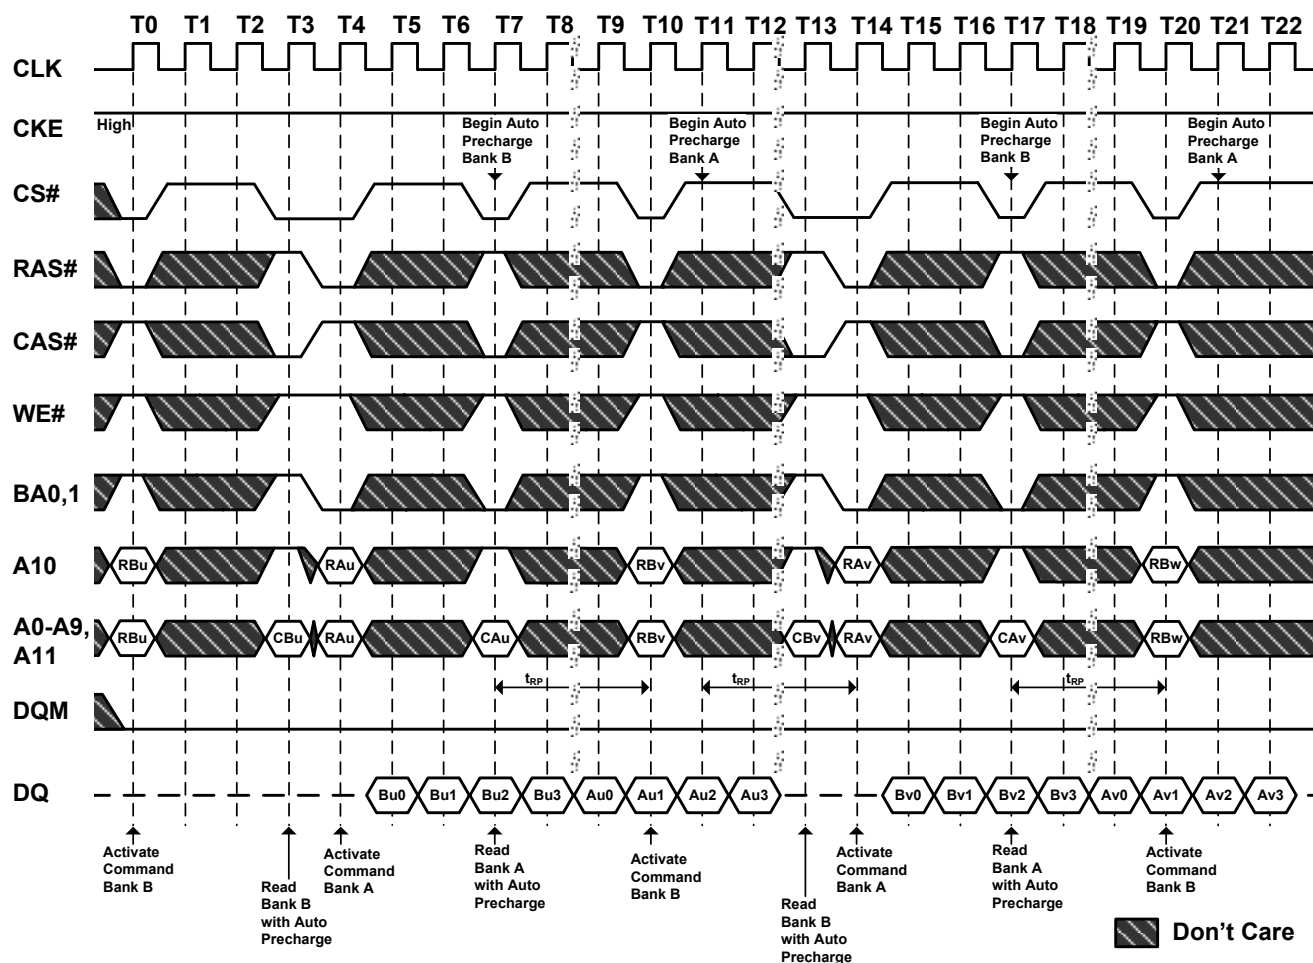 T0 T1 T2 T3 T4 T5 T6 T7 T8 T9 T10 T11 T12 T13 T14 T15 T16 T17 T18 T19 T20 T21 T22
CLK
CKE
High
Begin Auto
Precharge
Bank B
Begin Auto
Precharge
Bank A
Begin Auto
Precharge
Bank B
Begin Auto
Precharge
Bank A
CS#
RAS#
CAS#
WE#
BA0,1
A10
RBu RAu RBv RAv RBw
A0-A9,
A11
RBu CBu RAu CAu RBv CBv RAv CAv RBw
tRP tRP tRP
DQM
DQ
Bu0 Bu1 Bu2 Bu3 Au0 Au1 Au2 Au3 Bv0 Bv1 Bv2 Bv3 Av0 Av1 Av2 Av3
Activate
Command
Bank B
Read
Bank B
with Auto
Precharge
Activate
Command
Bank A
Read
Bank A
with Auto
Precharge
Activate
Command
Bank B
Read
Bank B
with Auto
Precharge
Activate
Command
Bank A
Read
Bank A
with Auto
Precharge
Activate
Command
Bank B
Don't Care